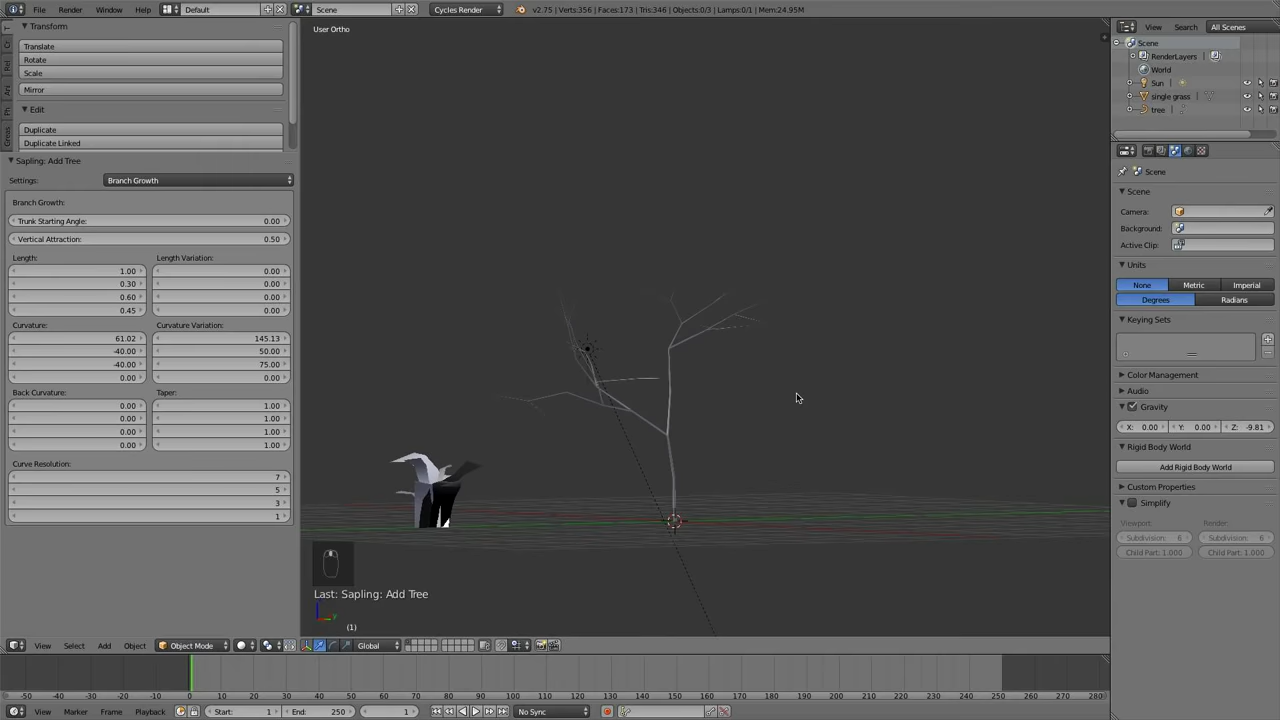 File Render Window Help Default Scene Cycles Render v2.75 | Verts:356 | Faces:173 | Tris:346 | Objects:0/3 | Lamps:0/1 | Mem:24.95M
Transform
Translate
Rotate
Scale
Mirror
Edit
Duplicate
Duplicate Linked
Sapling: Add Tree
Settings: Branch Growth
Branch Growth:
Trunk Starting Angle: 0.00
Vertical Attraction: 0.50
Length: Length Variation:
1.00 0.00
0.30 0.00
0.60 0.00
0.45 0.00
Curvature: Curvature Variation:
61.02 145.13
-40.00 50.00
-40.00 75.00
0.00 0.00
Back Curvature: Taper:
0.00 1.00
0.00 1.00
0.00 1.00
0.00 1.00
Curve Resolution:
7
5
3
1
User Ortho
Last: Sapling: Add Tree
(1)
View Select Add Object Object Mode Global
-50 -40 -30 -20 -10 0 10 20 30 40 50 60 70 80 90 100 110 120 130 140 150 160 170 180 190 200 210 220 230 240 250 260 270 280
View Marker Frame Playback Start: 1 End: 250 1 No Sync
View Search All Scenes
Scene
RenderLayers
World
Sun
single grass
tree
Scene
Scene
Camera:
Background:
Active Clip:
Units
None Metric Imperial
Degrees Radians
Keying Sets
Color Management
Audio
Gravity
X: 0.00 Y: 0.00 Z: -9.81
Rigid Body World
Add Rigid Body World
Custom Properties
Simplify
Viewport: Render:
Subdivision: 6 Subdivision: 6
Child Part: 1.000 Child Part: 1.000